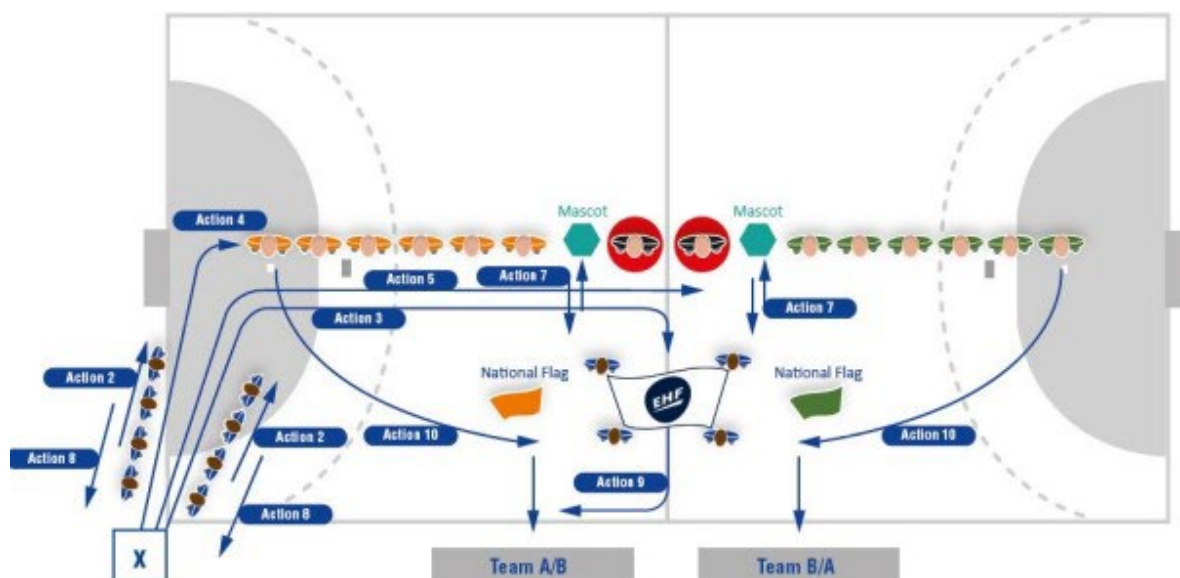 Action 4
Mascot
Mascot
Action 5
Action 7
Action 7
Action 3
Action 2
National Flag
EHF
National Flag
Action 2
Action 10
Action 10
Action 8
Action 9
Action 8
X
Team A/B
Team B/A